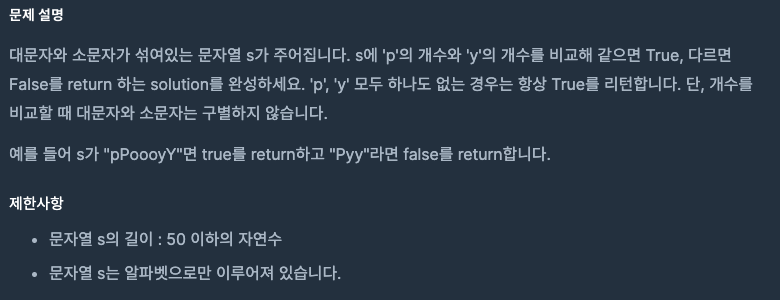 문제 설명
대문자와 소문자가 섞여있는 문자열 s가 주어집니다. s에 'p'의 개수와 'y'의 개수를 비교해 같으면 True, 다르면
False를 return 하는 solution를 완성하세요. 'p', 'y' 모두 하나도 없는 경우는 항상 True를 리턴합니다. 단, 개수를
비교할 때 대문자와 소문자는 구별하지 않습니다.
예를 들어 s가 "pPoooyY"면 true를 return하고 "Pyy"라면 false를 return합니다.
제한사항
• 문자열 s의 길이 : 50 이하의 자연수
• 문자열 s는 알파벳으로만 이루어져 있습니다.